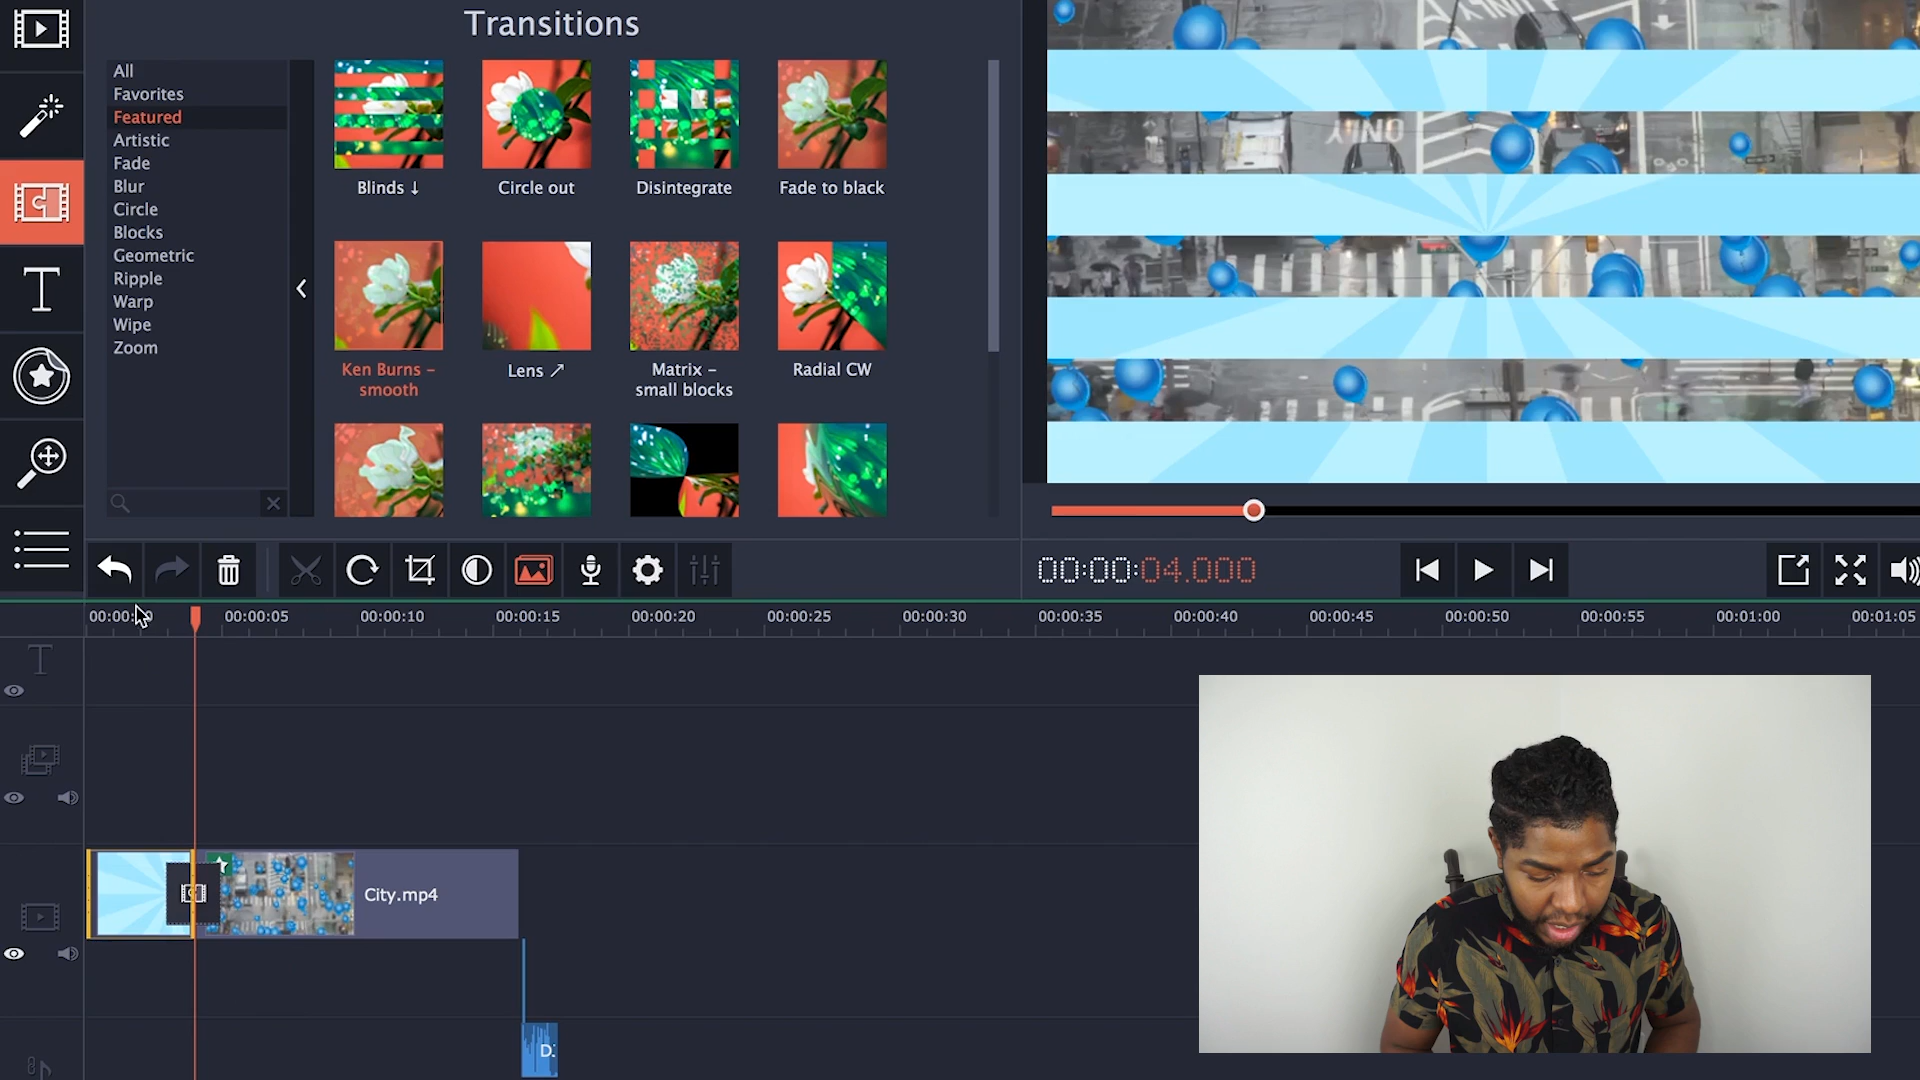 Transitions
All
Favorites
Featured
Artistic
Fade
Blur
Circle
Blocks
Geometric
Ripple
Warp
Wipe
Zoom
Blinds ↓
Circle out
Disintegrate
Fade to black
Ken Burns –
smooth
Lens ↗
Matrix –
small blocks
Radial CW
ONLY
ONLY
00:00:04.000
00:00:05
00:00:10
00:00:15
00:00:20
00:00:25
00:00:30
00:00:35
00:00:40
00:00:45
00:00:50
00:00:55
00:01:00
00:01:05
City.mp4